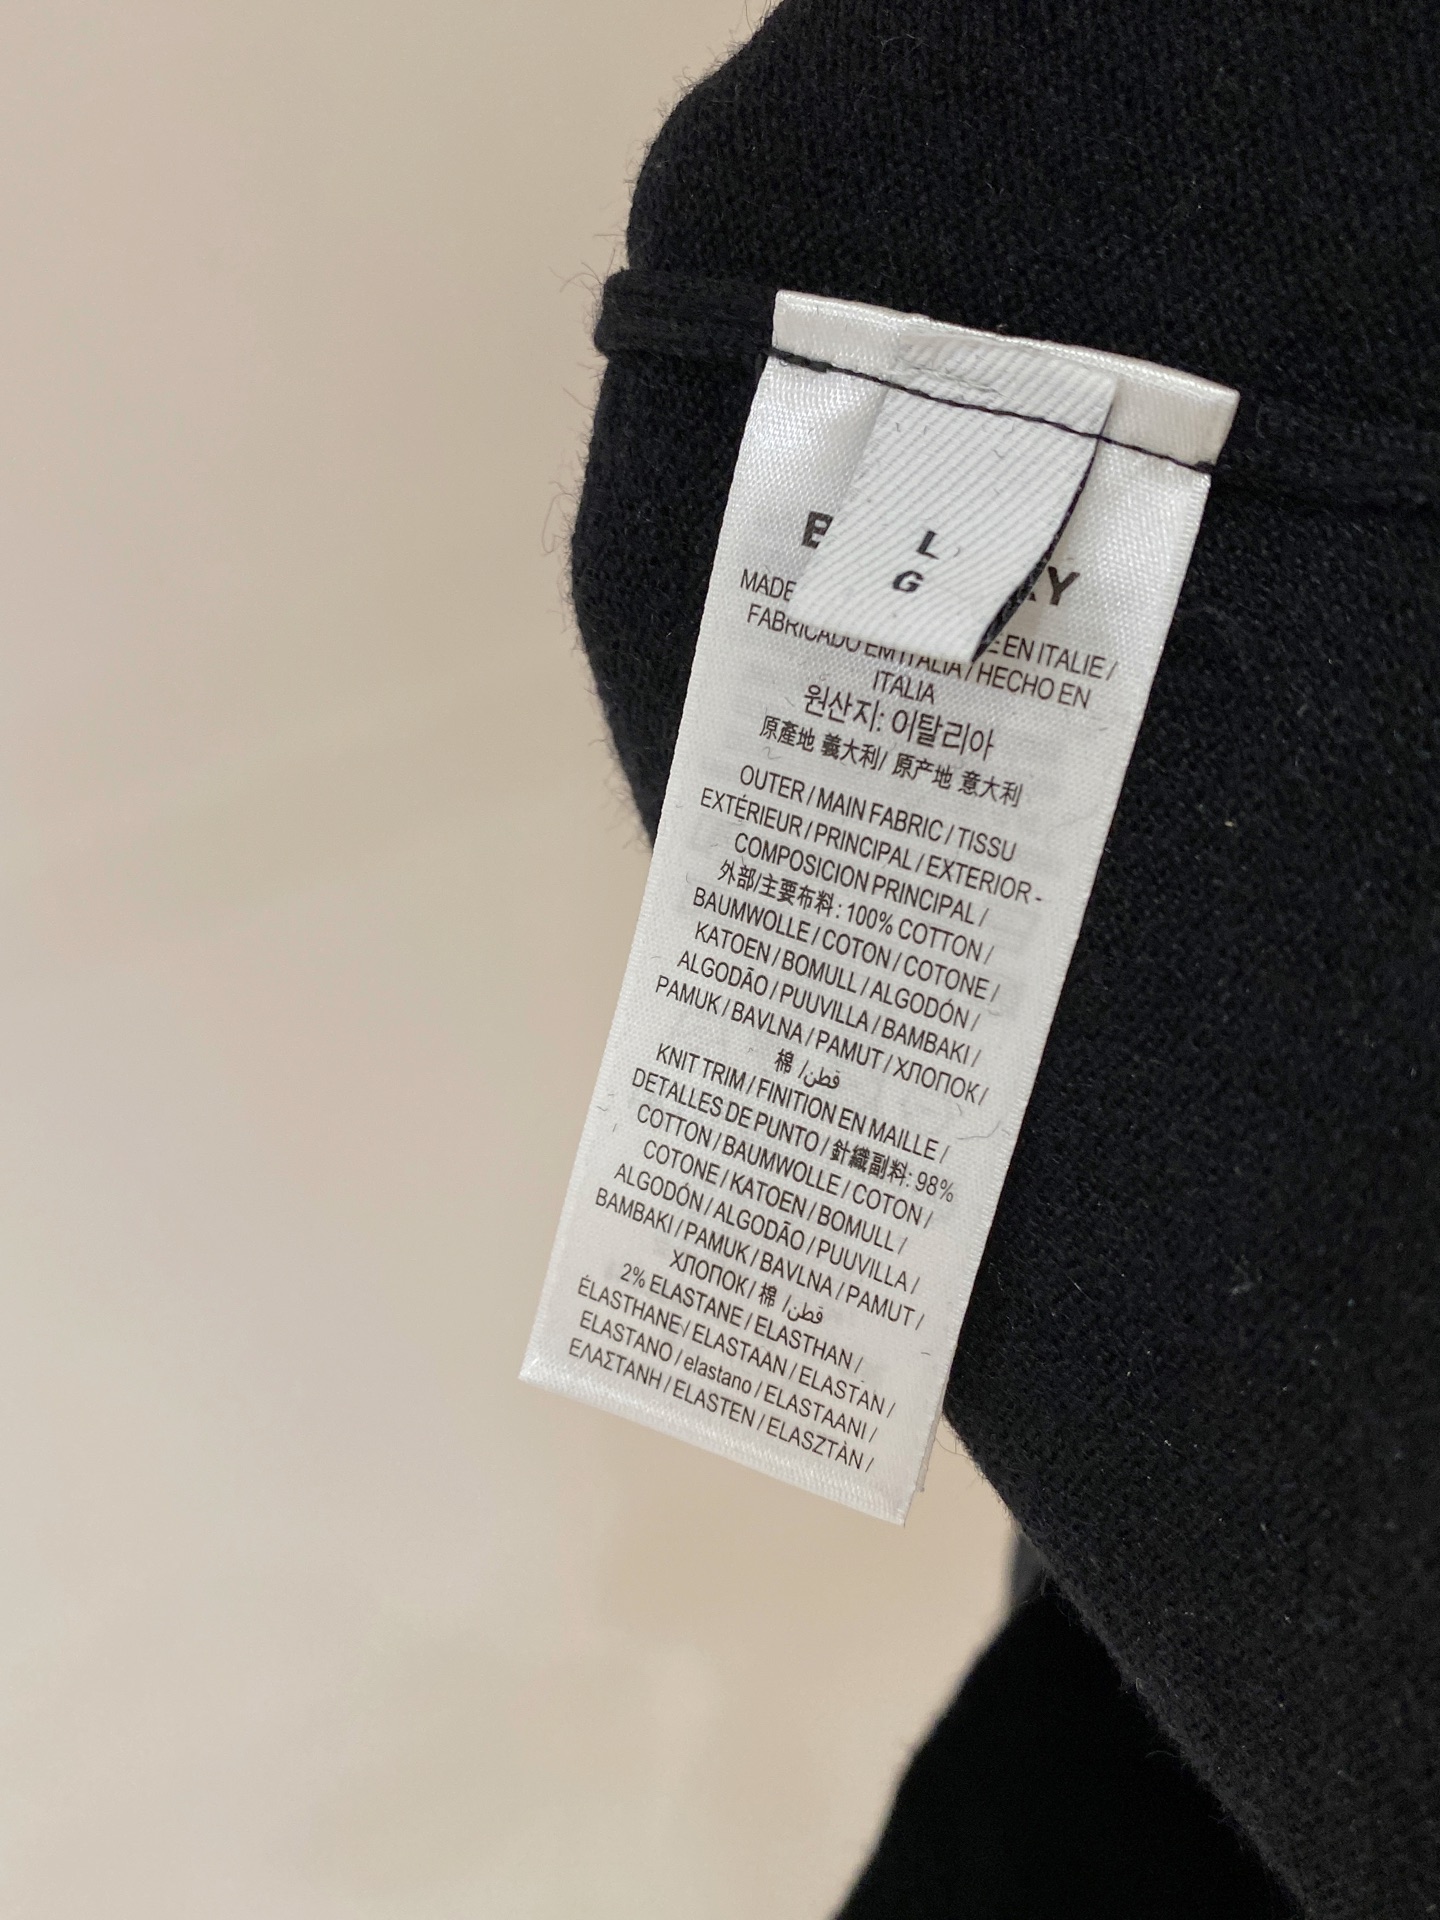 L
G
MADE
E EN ITALIE /
FABRICADO EM ITALIA / HECHO EN
ITALIA
원산지: 이탈리아
原產地 義大利/ 原产地 意大利
OUTER / MAIN FABRIC / TISSU
EXTÉRIEUR / PRINCIPAL / EXTERIOR -
COMPOSICION PRINCIPAL /
外部/主要布料: 100% COTTON /
BAUMWOLLE / COTON / COTONE /
KATOEN / BOMULL / ALGODÓN /
ALGODÃO / PUUVILLA / BAMBAKI /
PAMUK / BAVLNA / PAMUT / ХЛОПОК /
棉 / قطن
KNIT TRIM / FINITION EN MAILLE /
DETALLES DE PUNTO / 針織副料: 98%
COTTON / BAUMWOLLE / COTON /
COTONE / KATOEN / BOMULL /
ALGODÓN / ALGODÃO / PUUVILLA /
BAMBAKI / PAMUK / BAVLNA / PAMUT /
ХЛОПОК / 棉 / قطن
2% ELASTANE / ELASTHAN /
ÉLASTHANE/ ELASTAAN / ELASTAN /
ELASTANO / elastano / ELASTAANI /
ΕΛΑΣΤΑΝΗ / ELASTEN / ELASZTÀN /